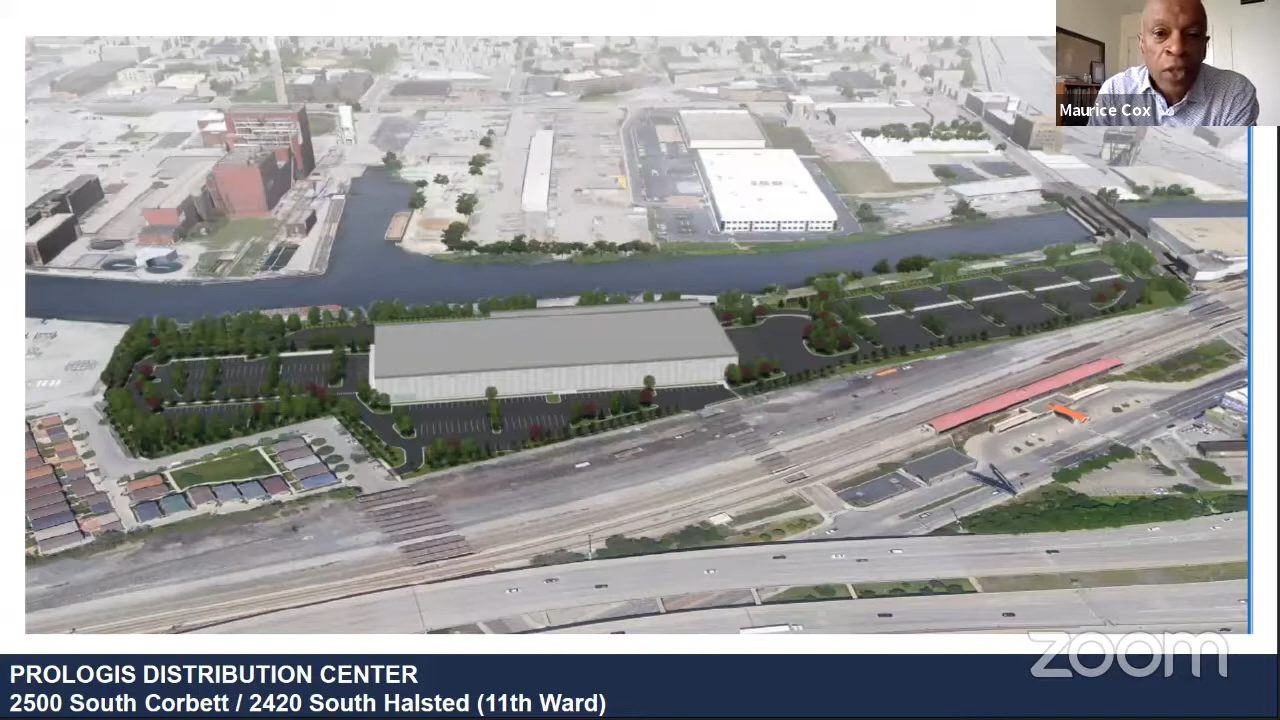 Maurice Cox
zoom
PROLOGIS DISTRIBUTION CENTER
2500 South Corbett / 2420 South Halsted (11th Ward)